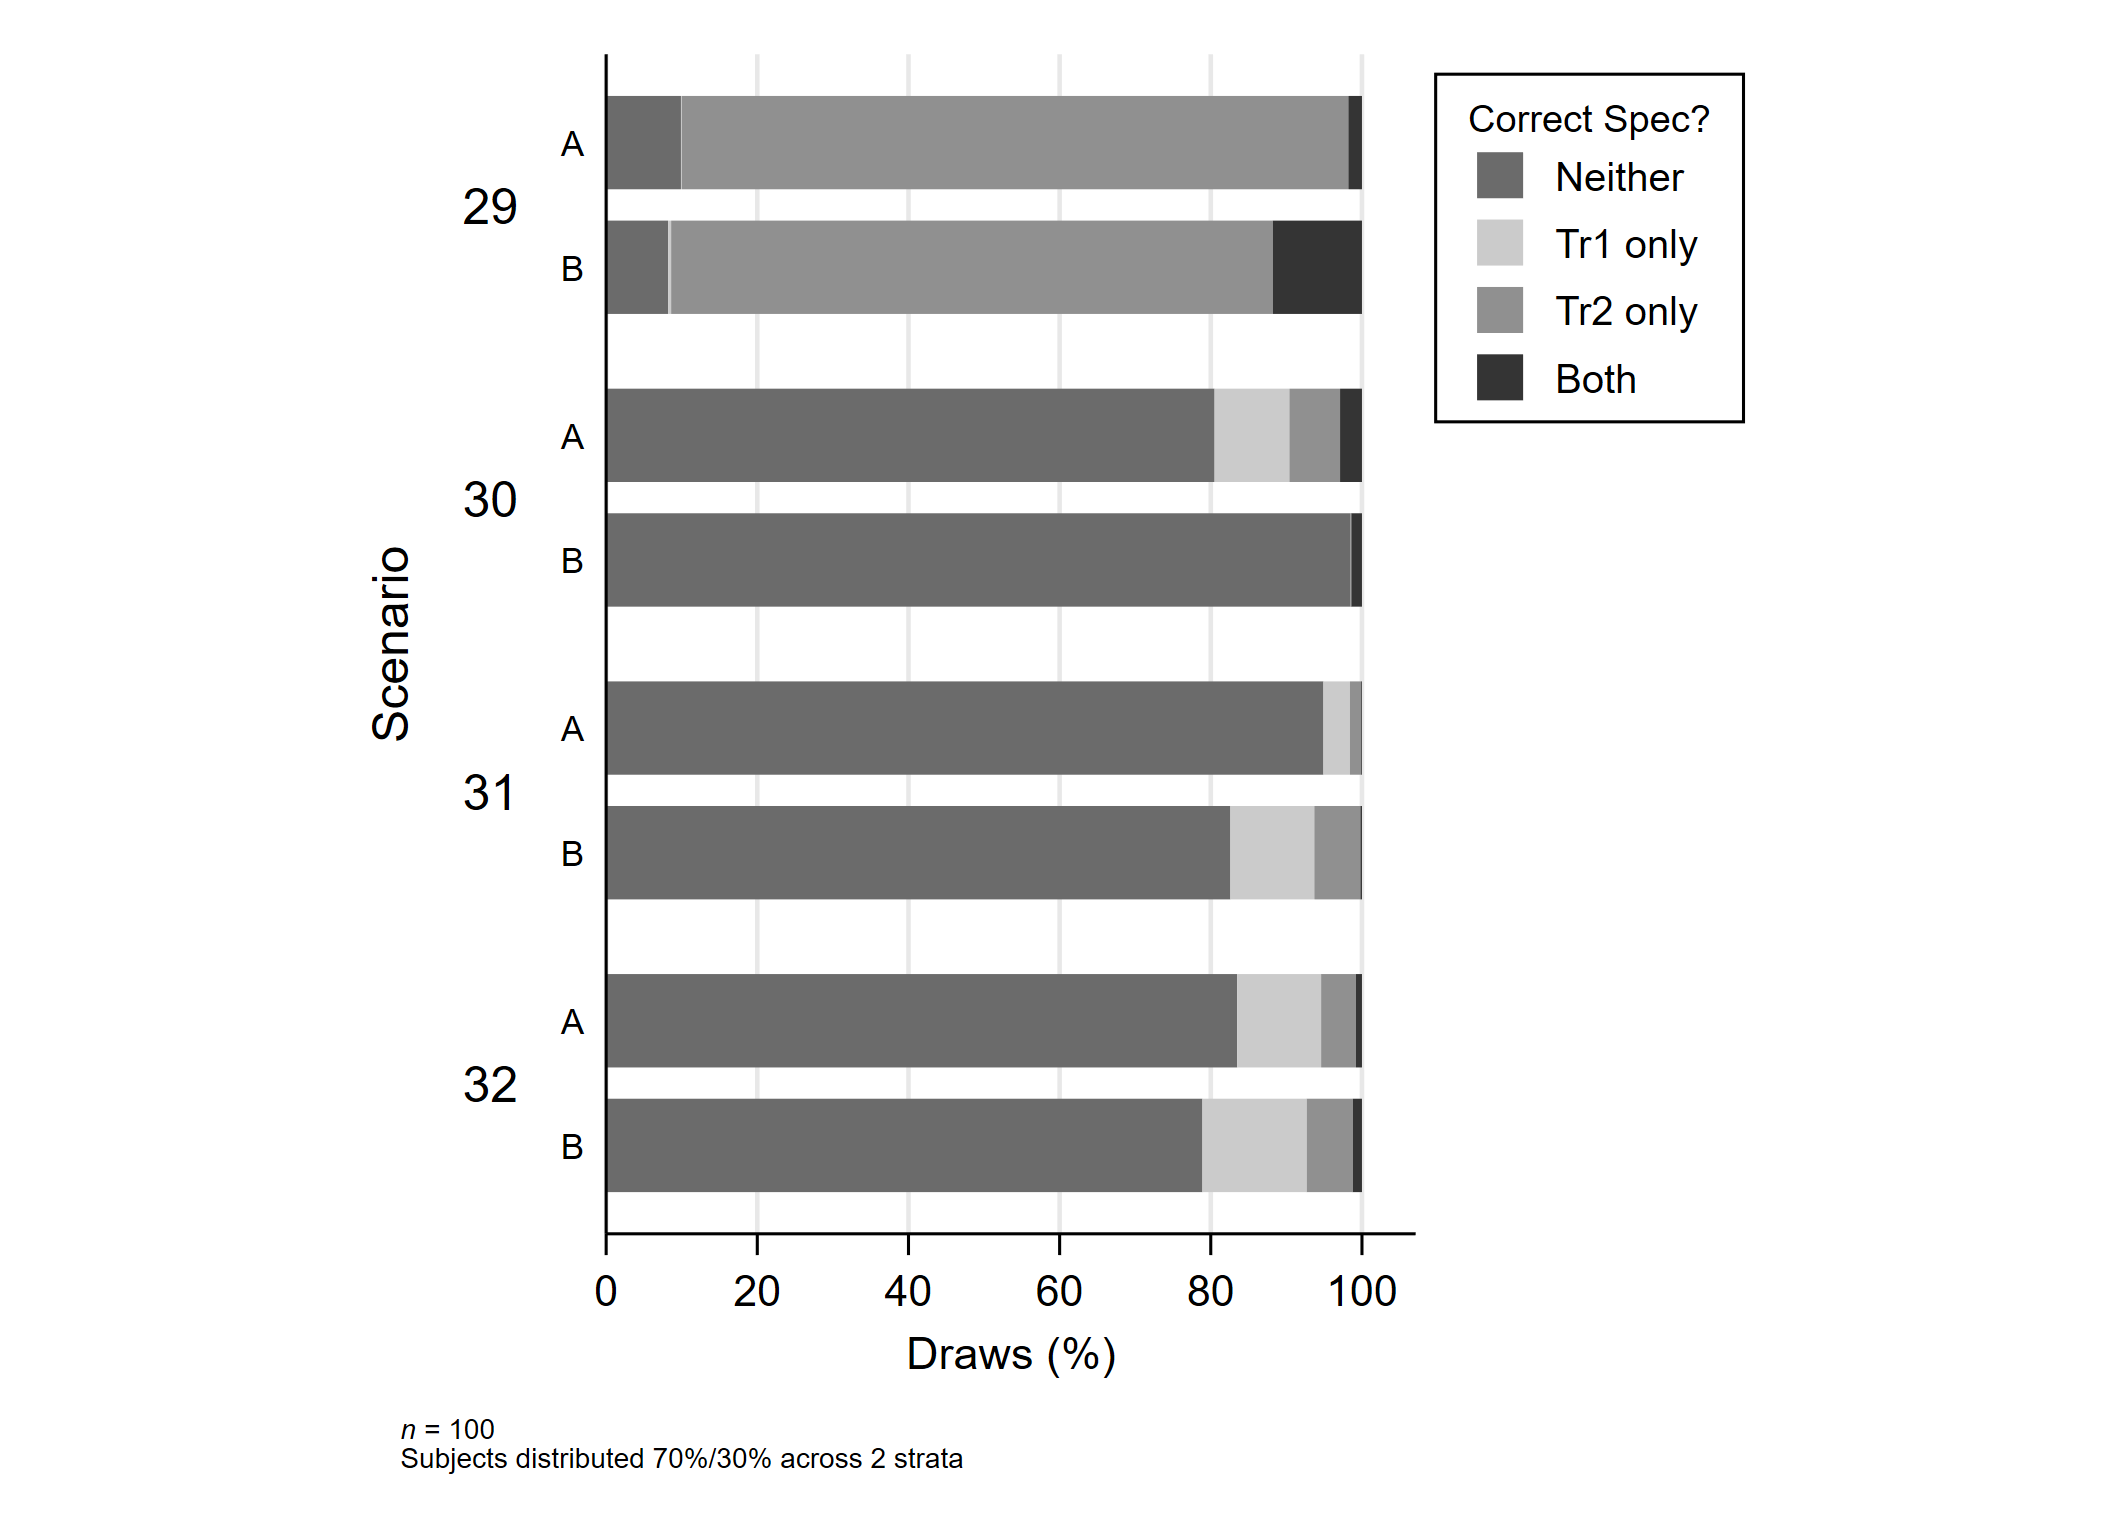 Correct Spec?
Neither
Tr1 only
Tr2 only
Both
Scenario
29
A
B
30
A
B
31
A
B
32
A
B
0 20 40 60 80 100
Draws (%)
n = 100
Subjects distributed 70%/30% across 2 strata